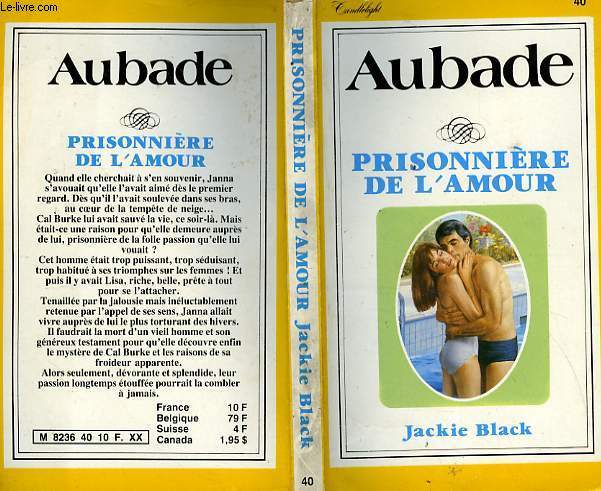 Le-livre.com
Aubade
PRISONNIÈRE
DE L'AMOUR
Quand elle cherchait à s'en souvenir, Janna
s'avouait qu'elle l'avait aimé dès le premier
regard. Dès qu'il l'avait soulevée dans ses bras,
au cœur de la tempête de neige...
Cal Burke lui avait sauvé la vie, ce soir-là. Mais
était-ce une raison pour qu'elle demeure auprès
de lui, prisonnière de la folle passion qu'elle lui
vouait ?
Cet homme était trop puissant, trop séduisant,
trop habitué à ses triomphes sur les femmes ! Et
puis il y avait Lisa, riche, belle, prête à tout
pour se l'attacher.
Tenaillée par la jalousie mais inéluctablement
retenue par l'appel de ses sens, Janna allait
vivre auprès de lui le plus torturant des hivers.
Il faudrait la mort d'un vieil homme et son
généreux testament pour qu'elle découvre enfin
le mystère de Cal Burke et les raisons de sa
froideur apparente.
Alors seulement, dévorante et splendide, leur
passion longtemps étouffée pourrait la combler
à jamais.
France 10 F
Belgique 79 F
Suisse 4 F
Canada 1,95 $
M 8236 40 10 F. XX
PRISONNIÈRE DE L'AMOUR Jackie Black
40
Candlelight
40
Aubade
PRISONNIÈRE
DE L'AMOUR
Jackie Black